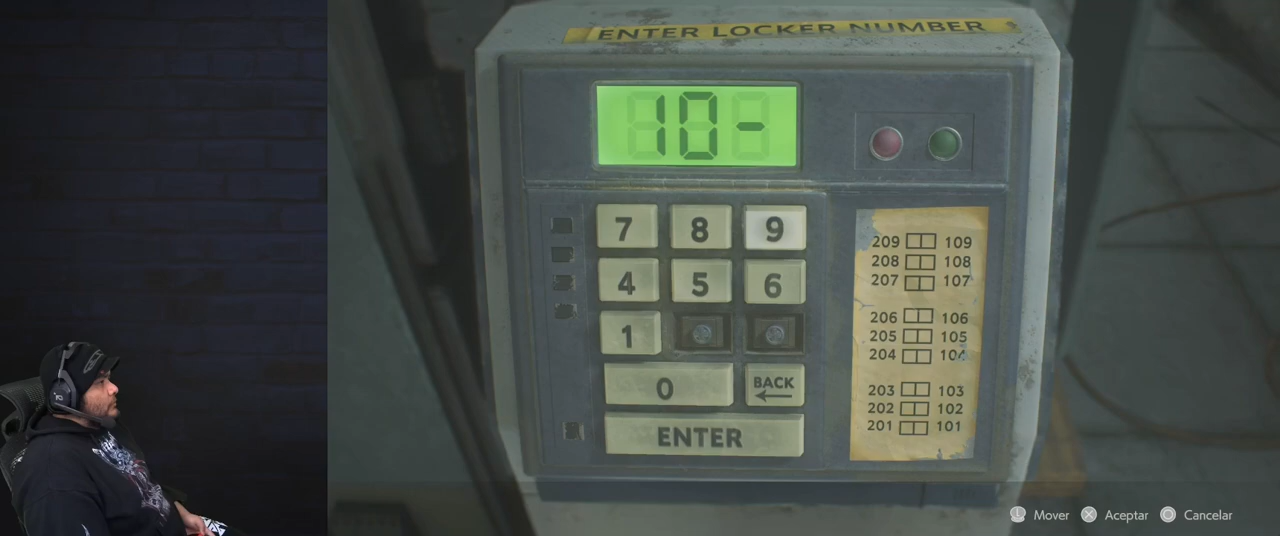 ENTER LOCKER NUMBER
10-
7 8 9
4 5 6
1
0 BACK
ENTER
209 109
208 108
207 107
206 106
205 105
204 104
203 103
202 102
201 101
Mover Aceptar Cancelar